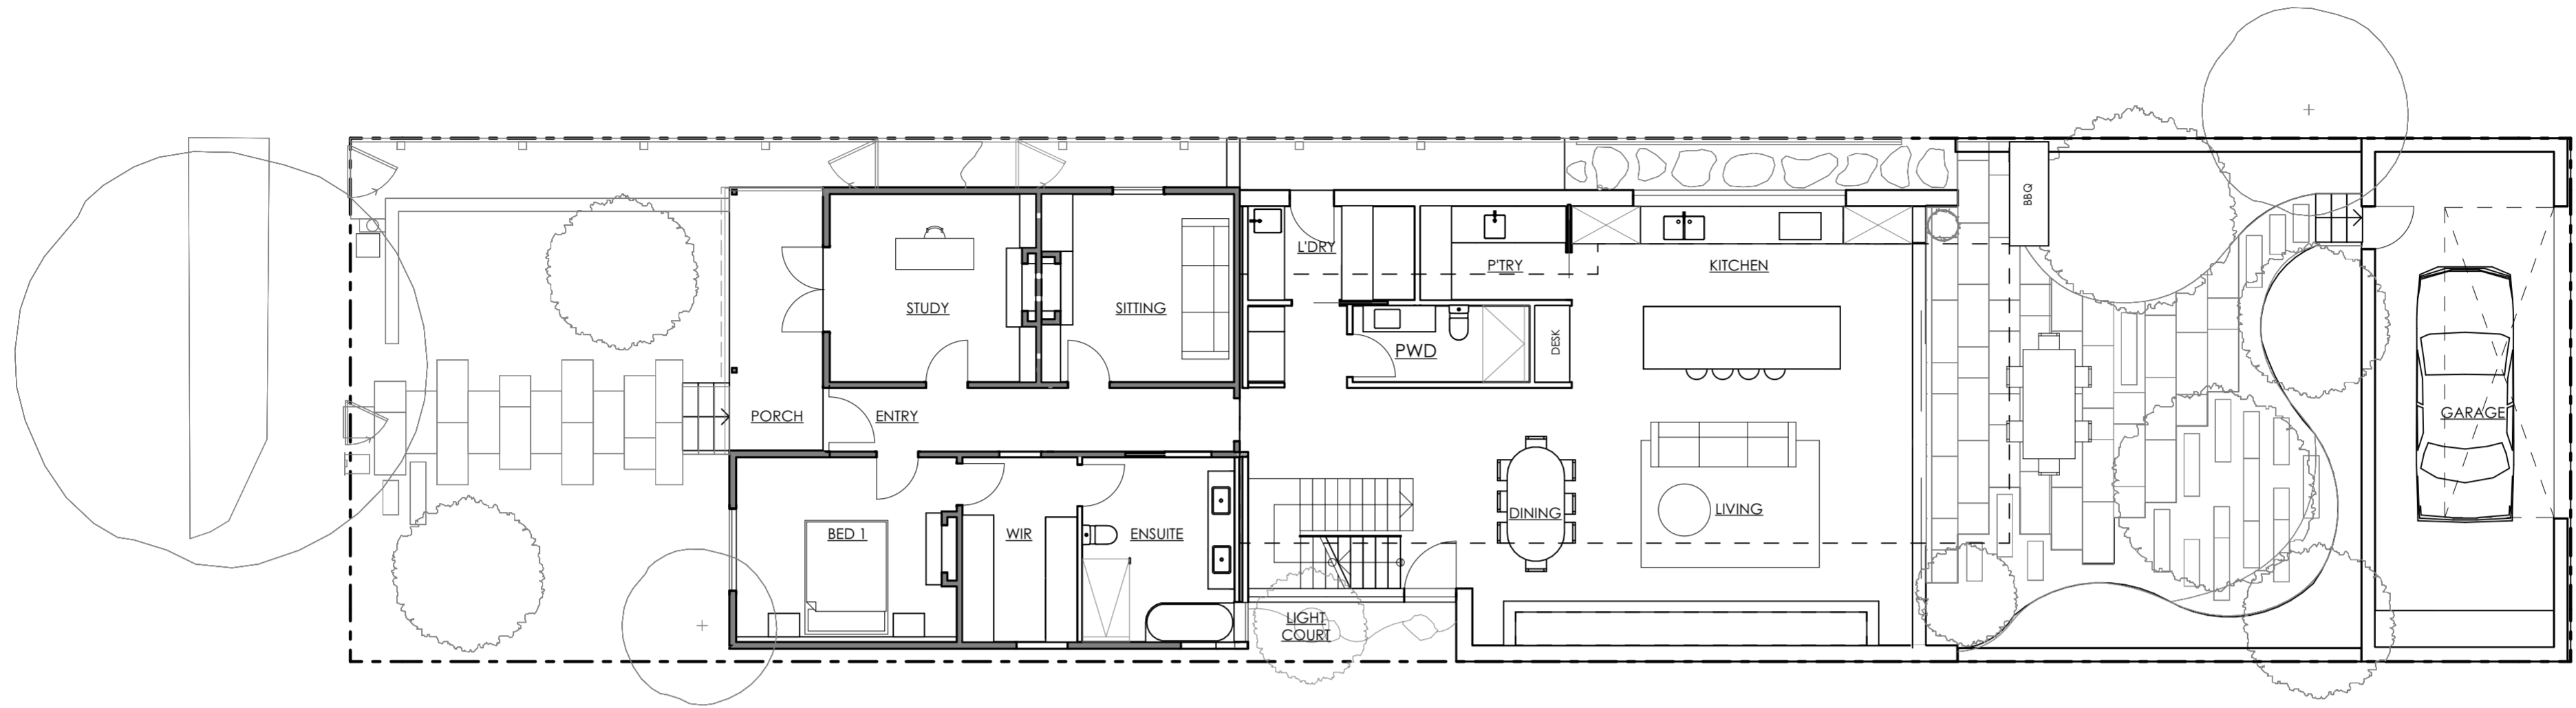 BBQ
L'DRY
P'TRY
KITCHEN
STUDY
SITTING
PWD
DESK
PORCH
ENTRY
GARAGE
BED 1
WIR
ENSUITE
DINING
LIVING
LIGHT
COURT